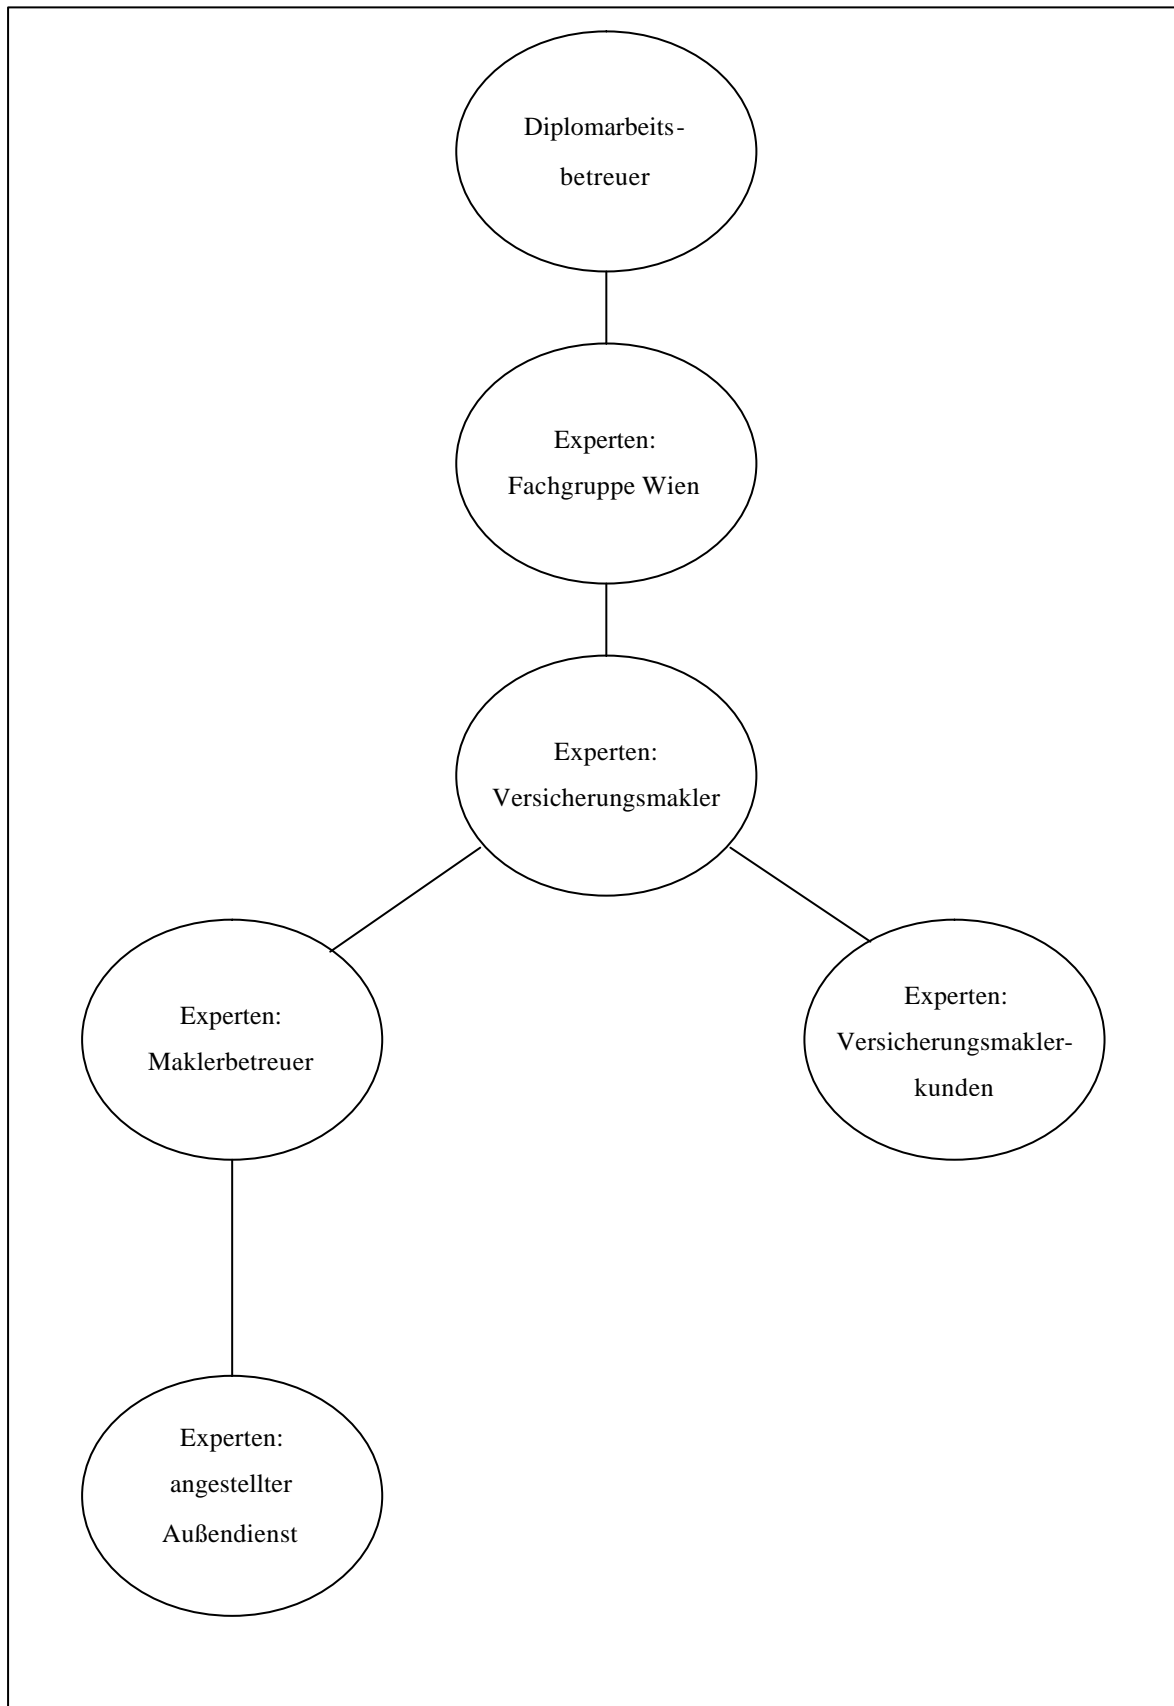 Diplomarbeits-
betreuer
Experten:
Fachgruppe Wien
Experten:
Versicherungsmakler
Experten:
Maklerbetreuer
Experten:
Versicherungsmakler-
kunden
Experten:
angestellter
Außendienst